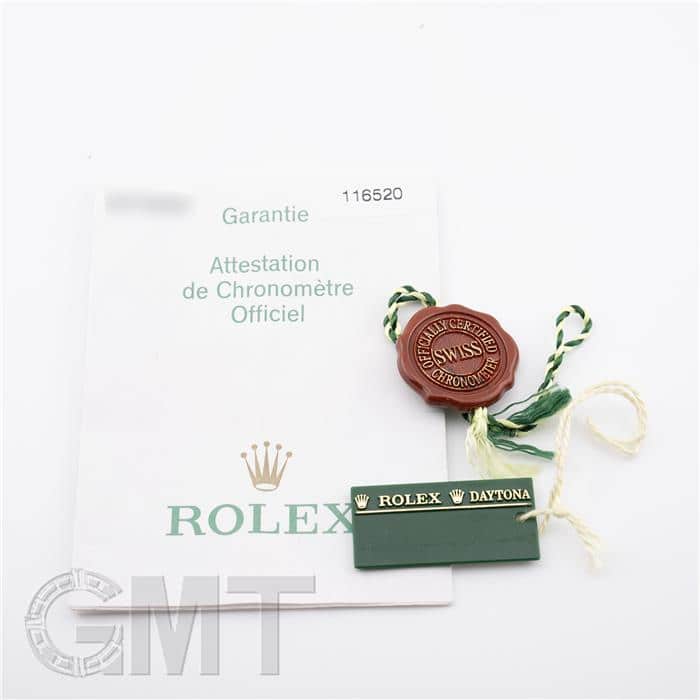 116520
Garantie
Attestation
de Chronomètre
Officiel
OFFICIALLY CERTIFIED
SWISS
CHRONOMETER
ROLEX
ROLEX DAYTONA
GMT